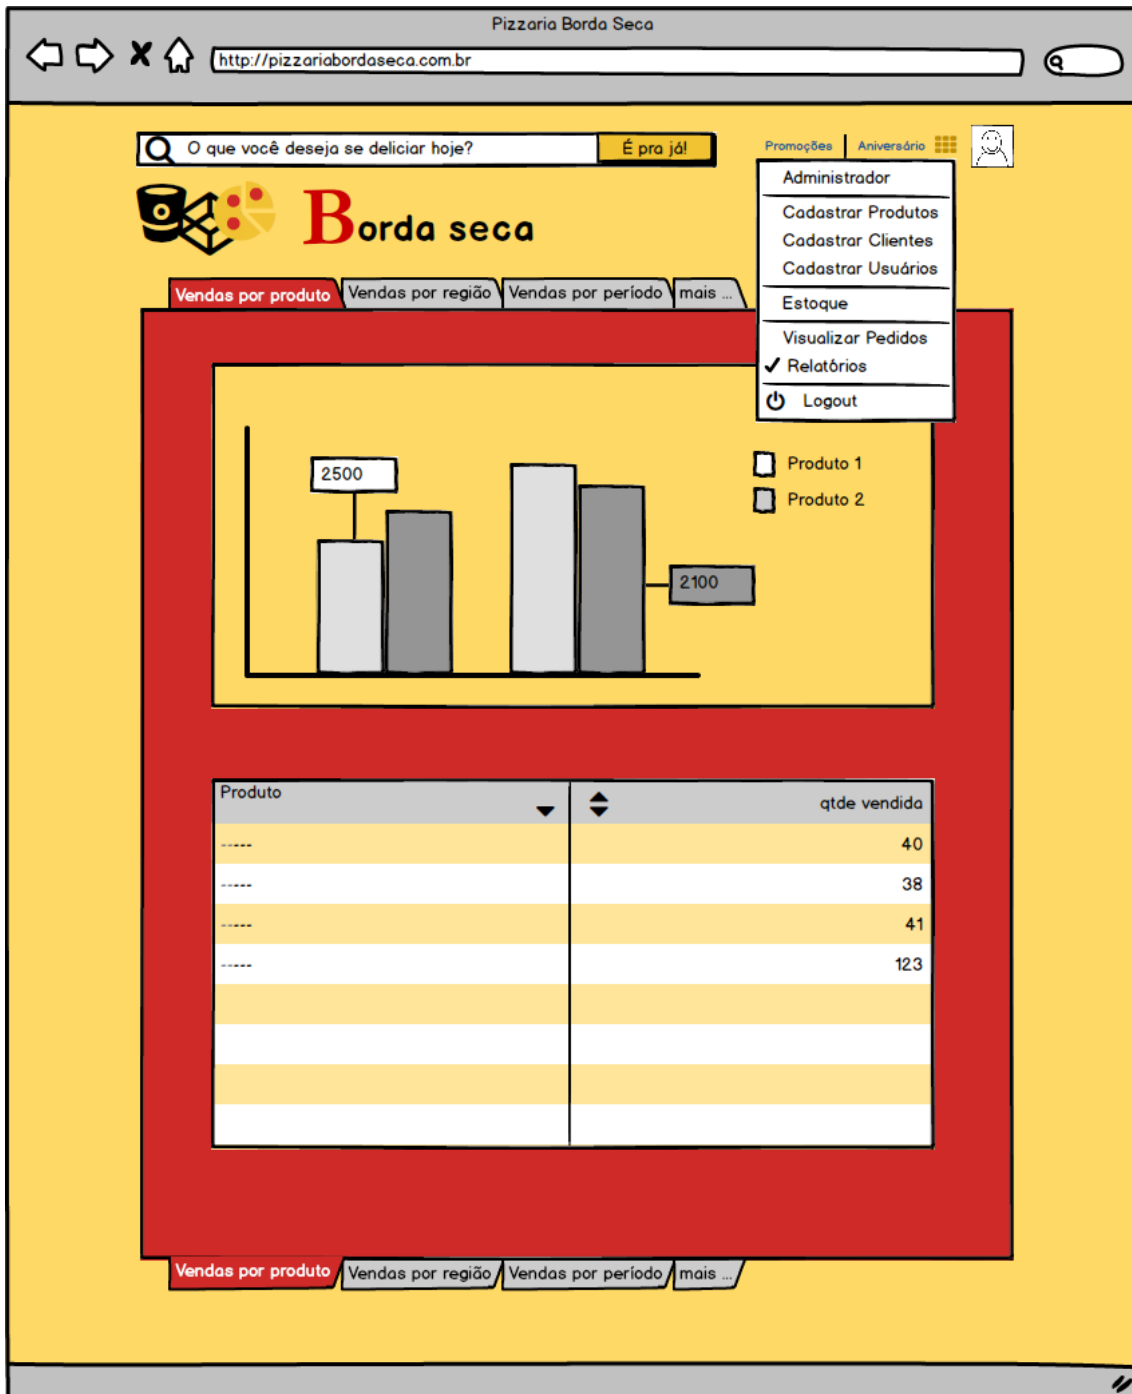 Pizzaria Borda Seca
http://pizzariabordaseca.com.br
O que você deseja se deliciar hoje?
É pra já!
Promoções
Aniversário
Administrador
Cadastrar Produtos
Cadastrar Clientes
Cadastrar Usuários
Estoque
Visualizar Pedidos
Relatórios
Logout
Borda seca
Vendas por produto
Vendas por região
Vendas por período
mais ...
2500
2100
Produto 1
Produto 2
Produto
qtde vendida
-----
40
-----
38
-----
41
-----
123
Vendas por produto
Vendas por região
Vendas por período
mais ...